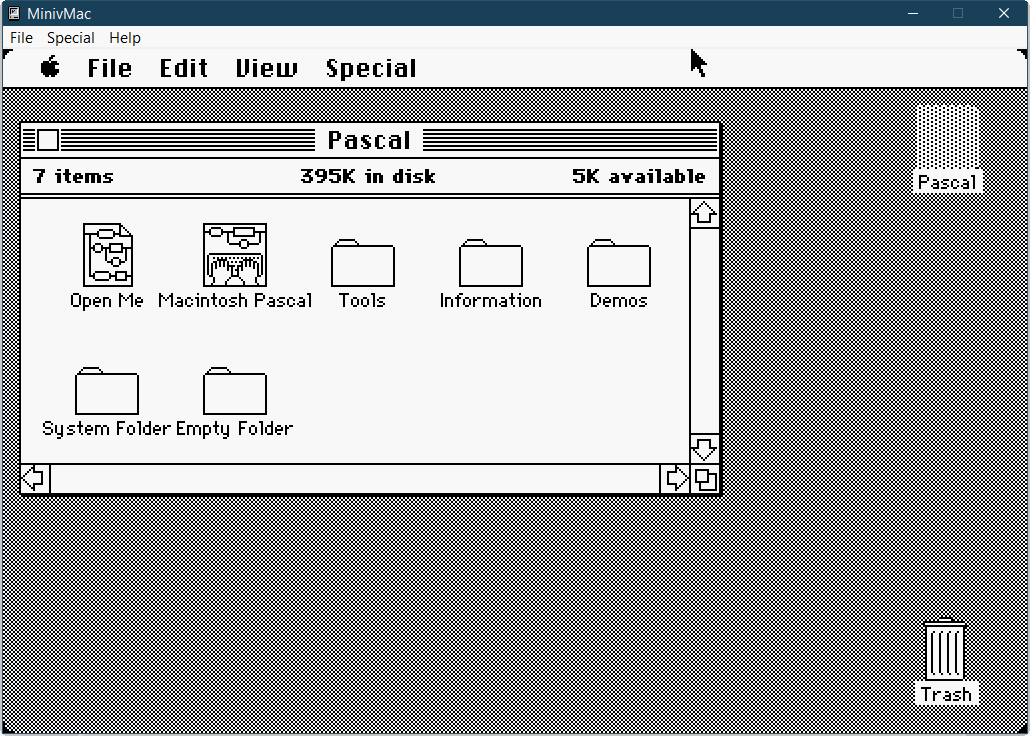 MinivMac
File Special Help
File Edit View Special
Pascal
7 items 395K in disk 5K available
Pascal
Open Me Macintosh Pascal Tools Information Demos
System Folder Empty Folder
Trash